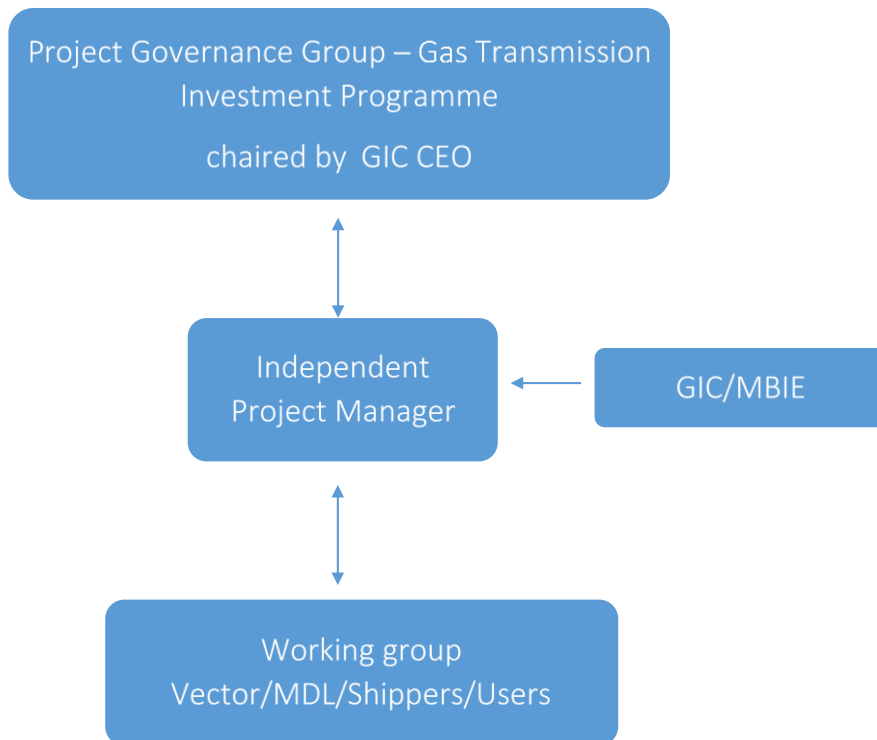 Project Governance Group – Gas Transmission
Investment Programme
chaired by  GIC CEO
Independent
Project Manager
GIC/MBIE
Working group
Vector/MDL/Shippers/Users